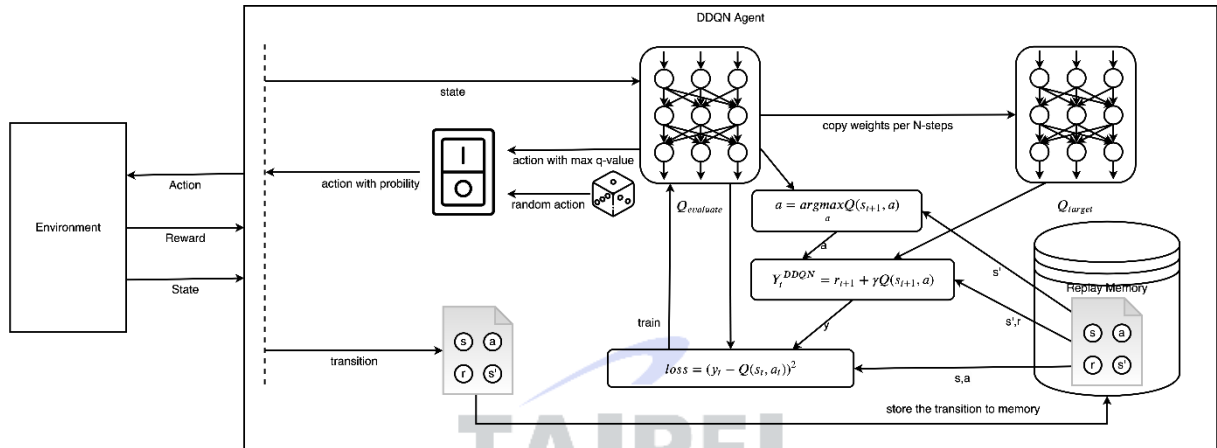 DDQN Agent
state
copy weights per N-steps
action with max q-value
Action
action with probility
random action
Q_evaluate
a = argmax Q(s_{t+1}, a)
a
Q_target
Environment
Reward
a
s'
State
Y_t^{DDQN} = r_{t+1} + γQ(s_{t+1}, a)
Replay Memory
s a
train
y
s',r
s a
transition
r s'
loss = (y_t − Q(s_t, a_t))^2
r s'
s,a
store the transition to memory
TAIPEI